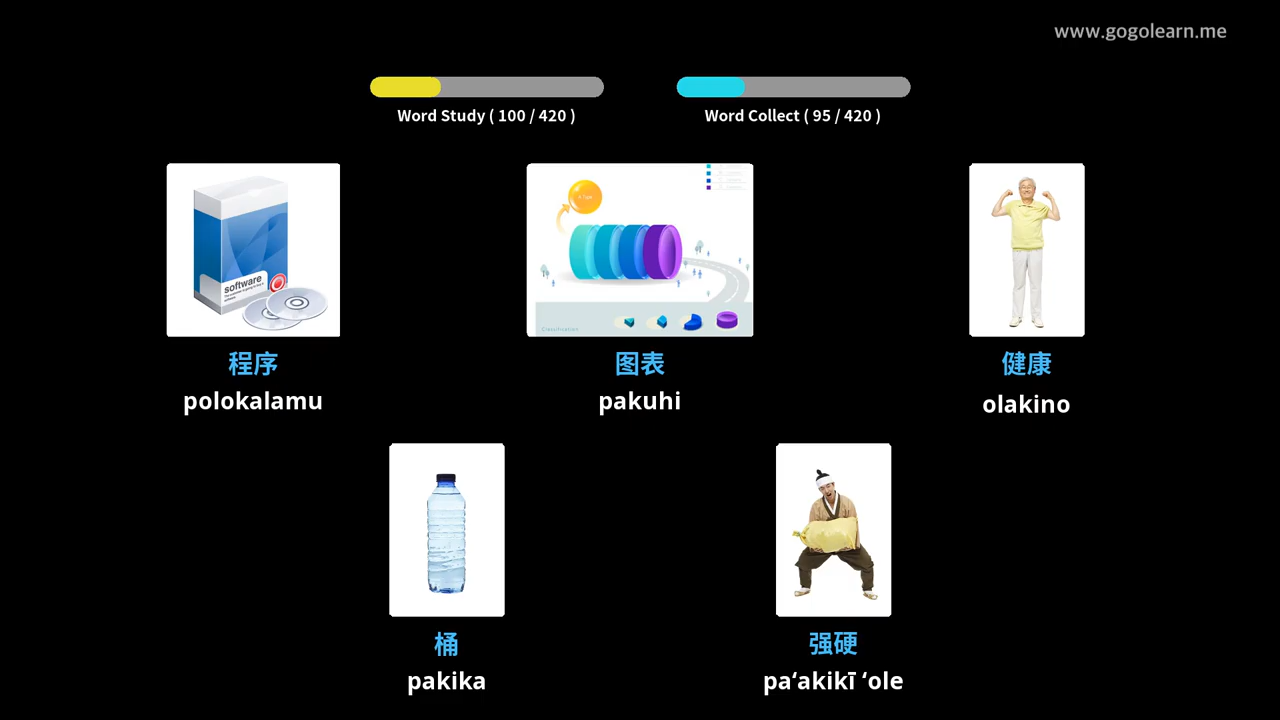 www.gogolearn.me
Word Study ( 100 / 420 )
Word Collect ( 95 / 420 )
software
程序
polokalamu
图表
pakuhi
健康
olakino
桶
pakika
强硬
paʻakikī ʻole